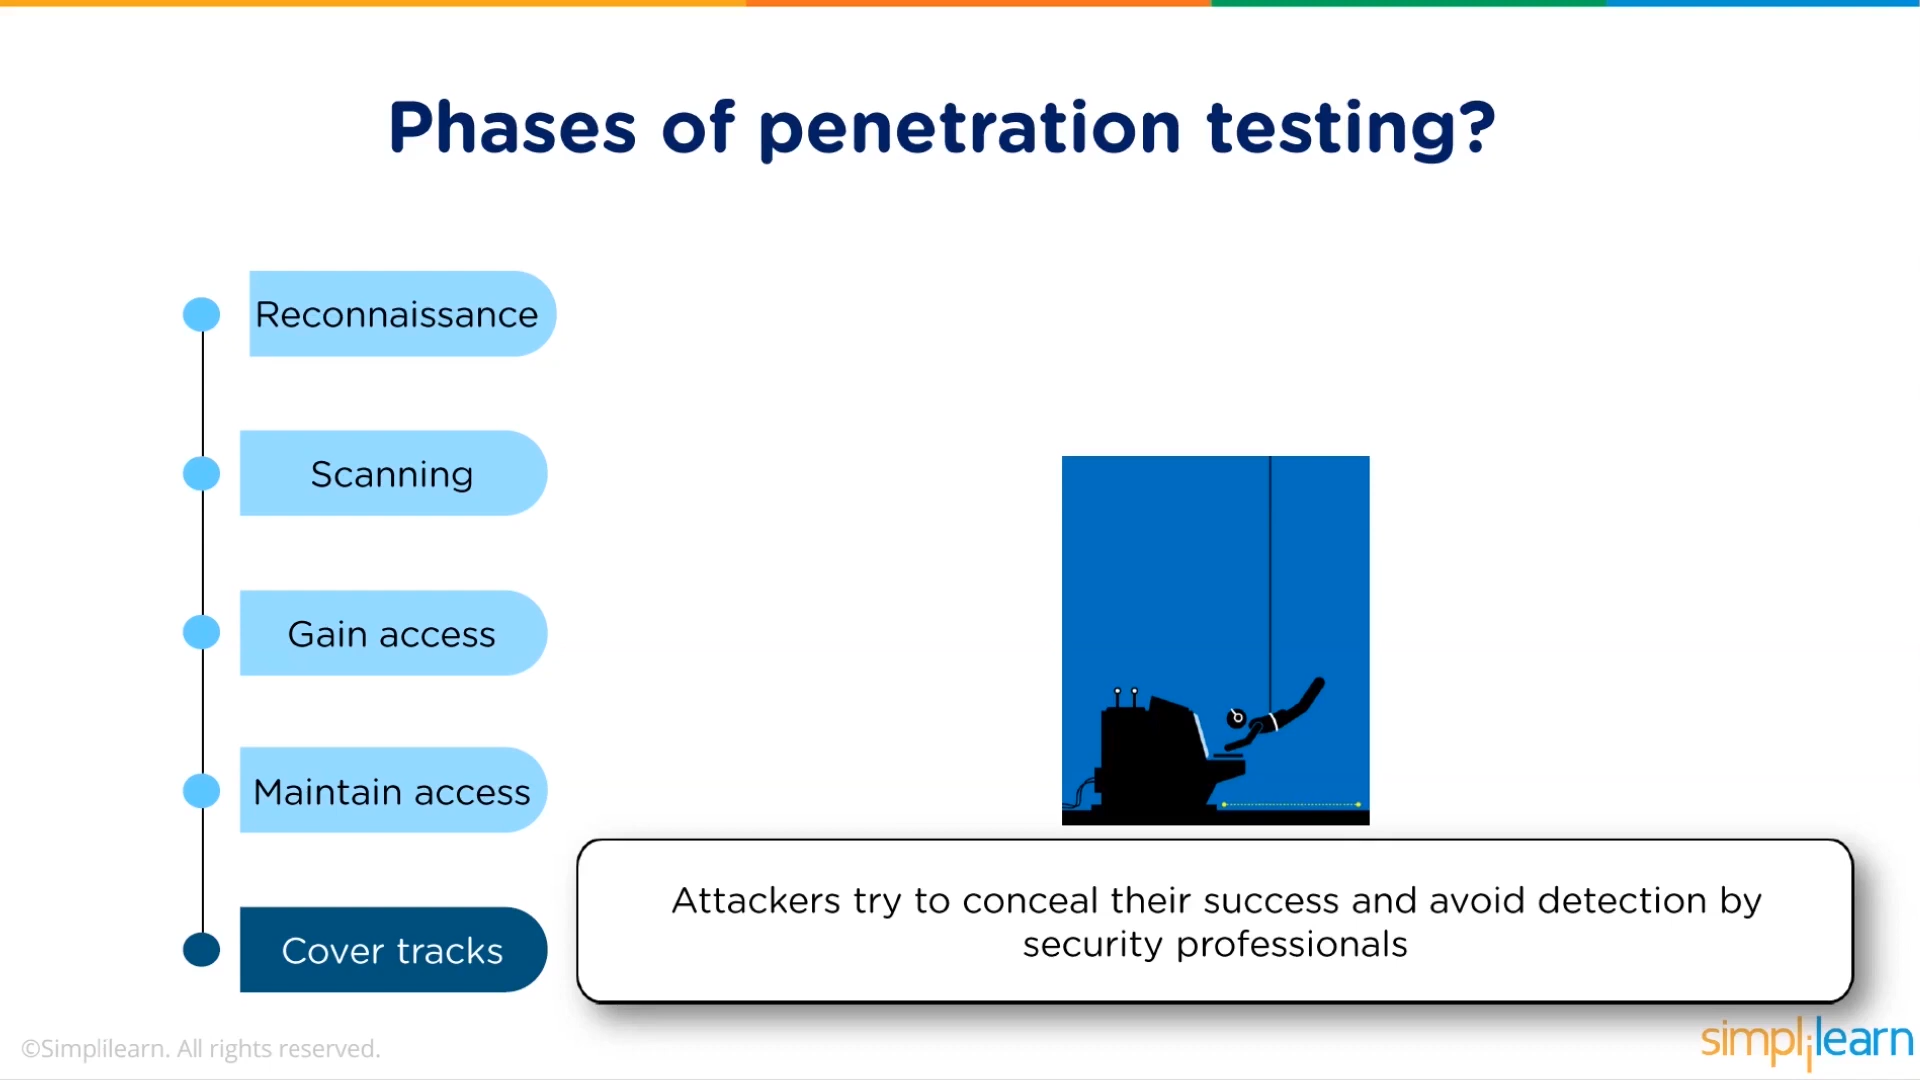 Phases of penetration testing?
Reconnaissance
Scanning
Gain access
Maintain access
Cover tracks
Attackers try to conceal their success and avoid detection by
security professionals
©Simplilearn. All rights reserved.
simplilearn